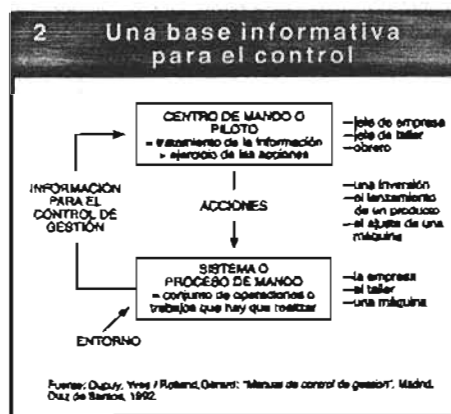 2 Una base informativa
para el control
CENTRO DE MANDO O
PILOTO
= tratamiento de la información
+ ejercicio de las acciones
—jefe de empresa
—jefe de taller
—obrero
INFORMACIÓN
PARA EL
CONTROL DE
GESTIÓN
ACCIONES
—una inversión
—el lanzamiento
de un producto
—el ajuste de una
máquina
SISTEMA O
PROCESO DE MANDO
= conjunto de operaciones o
trabajos que hay que realizar
—la empresa
—el taller
—una máquina
ENTORNO
Fuente: Dupuy, Yves / Rolland, Gérard: "Manual de control de gestión", Madrid,
Díaz de Santos, 1992.